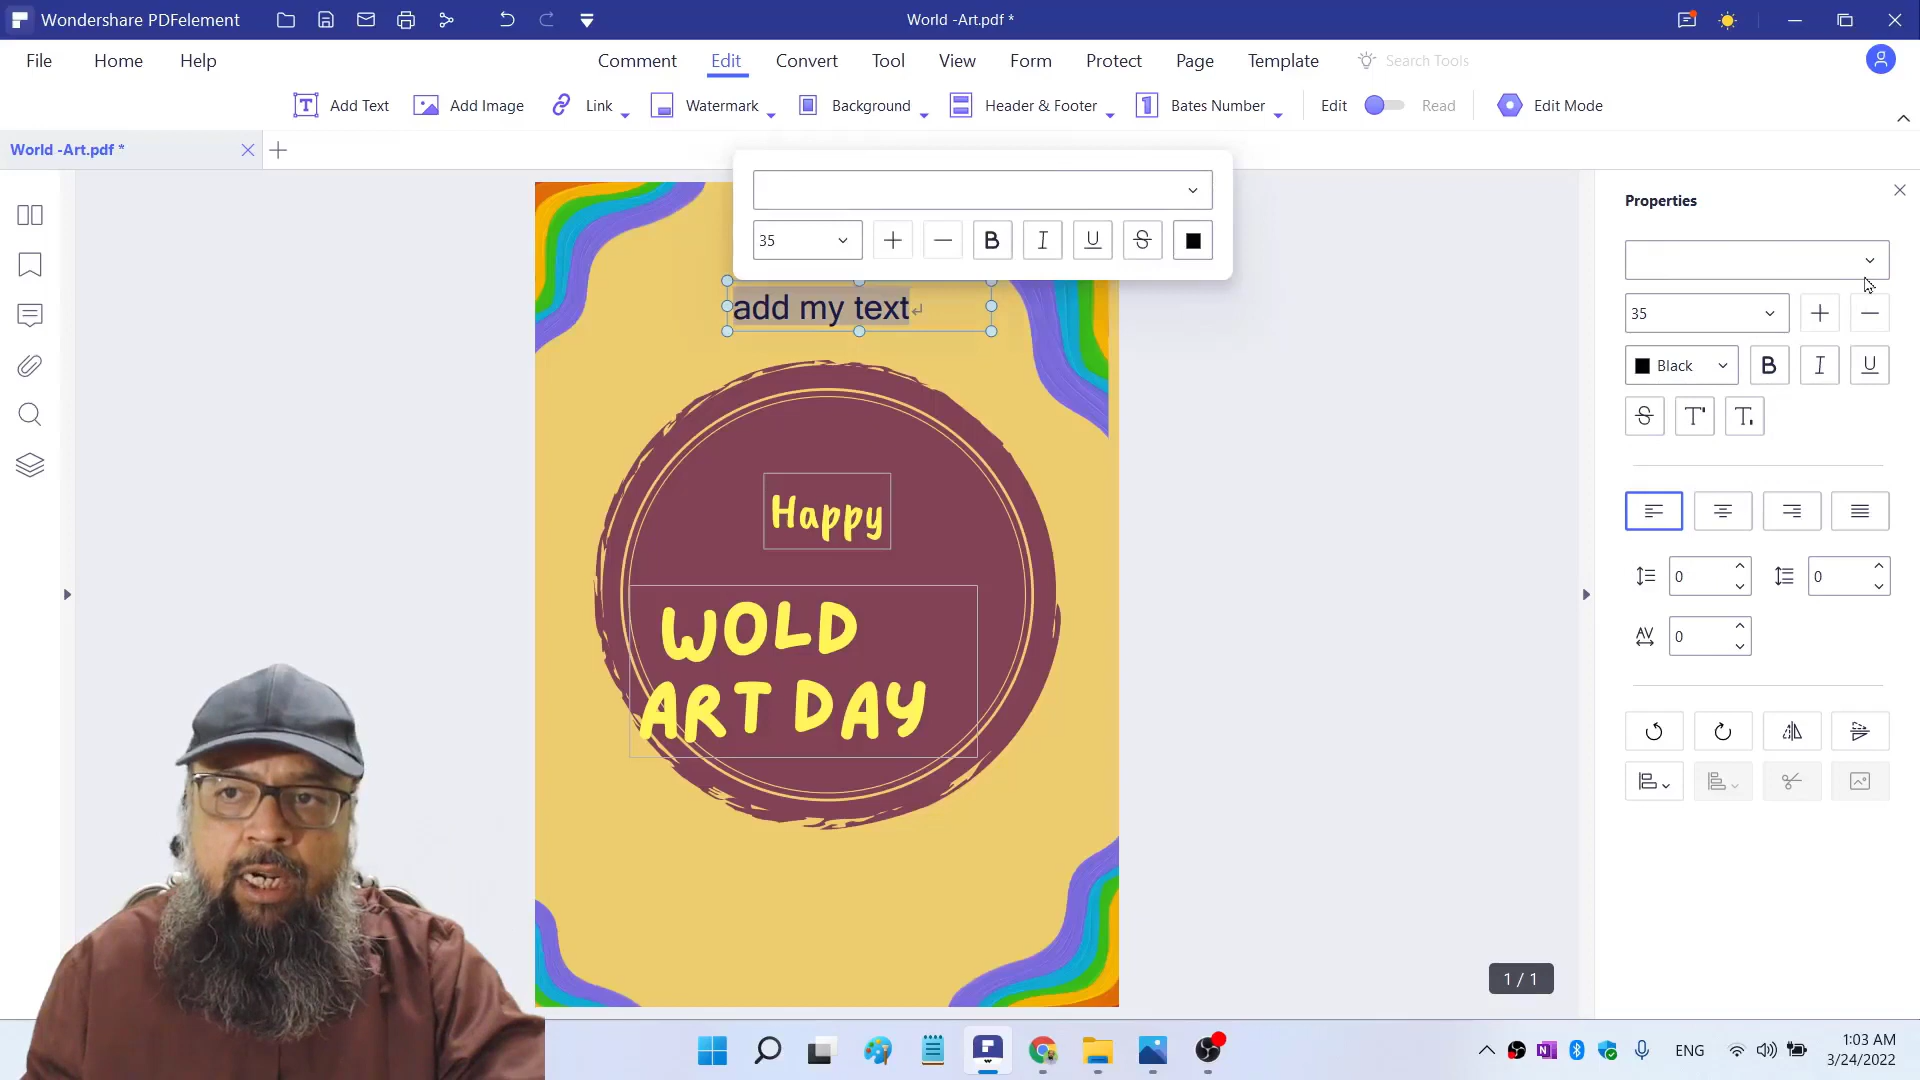 Wondershare PDFelement
World -Art.pdf *
File Home Help
Comment Edit Convert Tool View Form Protect Page Template Search Tools
Add Text Add Image Link Watermark Background Header & Footer Bates Number Edit Read Edit Mode
World -Art.pdf *
35
B I U S
add my text
Happy
WOLD
ART DAY
Properties
35
Black B I U
S T T
0 0
AV 0
1 / 1
ENG
1:03 AM
3/24/2022